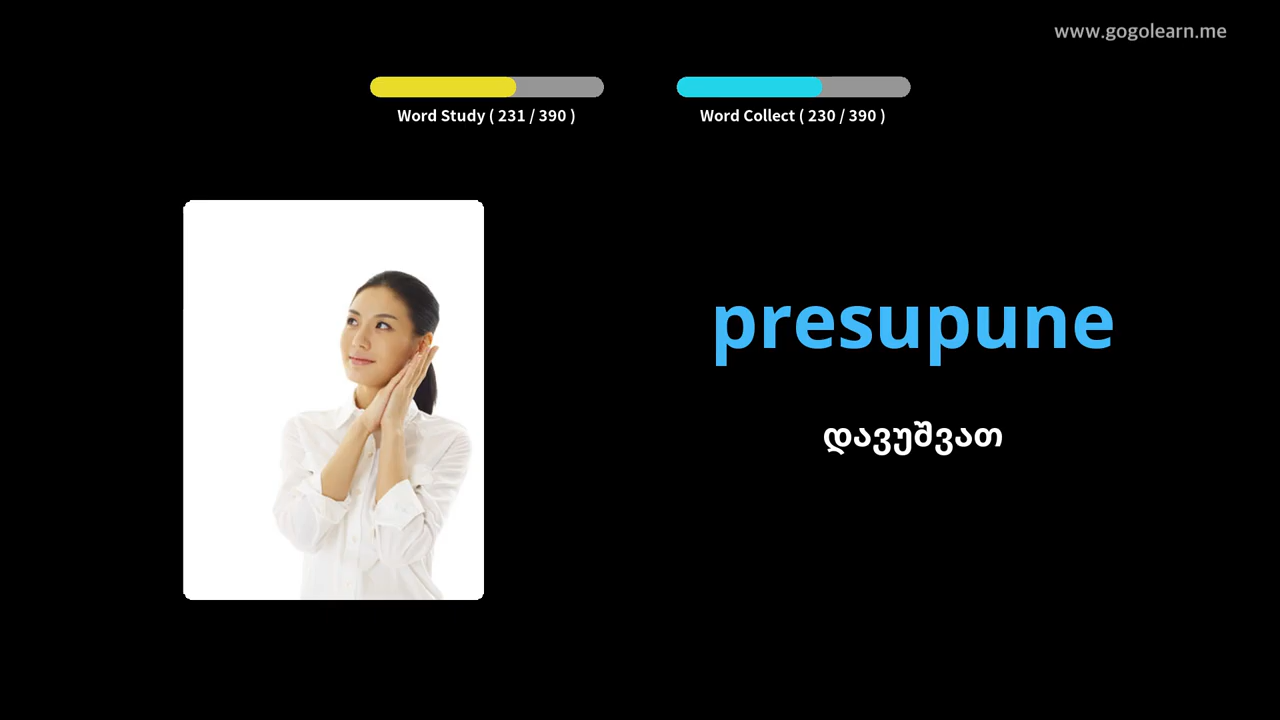 www.gogolearn.me
Word Study ( 231 / 390 )
Word Collect ( 230 / 390 )
presupune
დავუშვათ